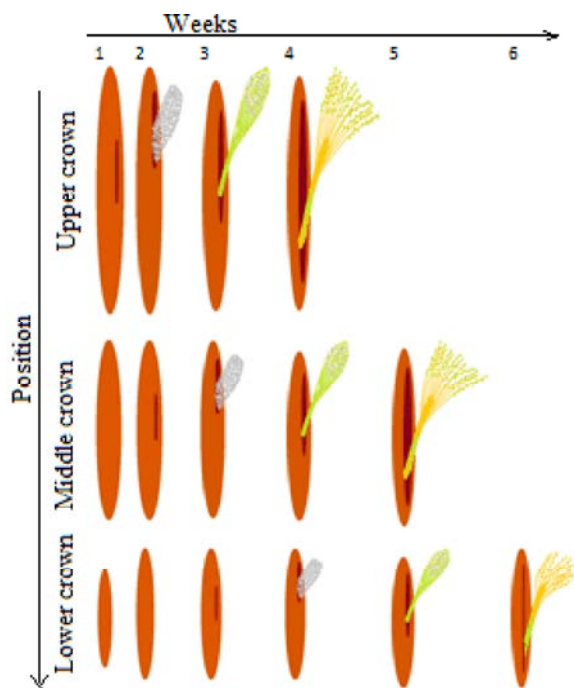 Weeks
1 2 3 4 5 6
Position
Upper crown
Middle crown
Lower crown